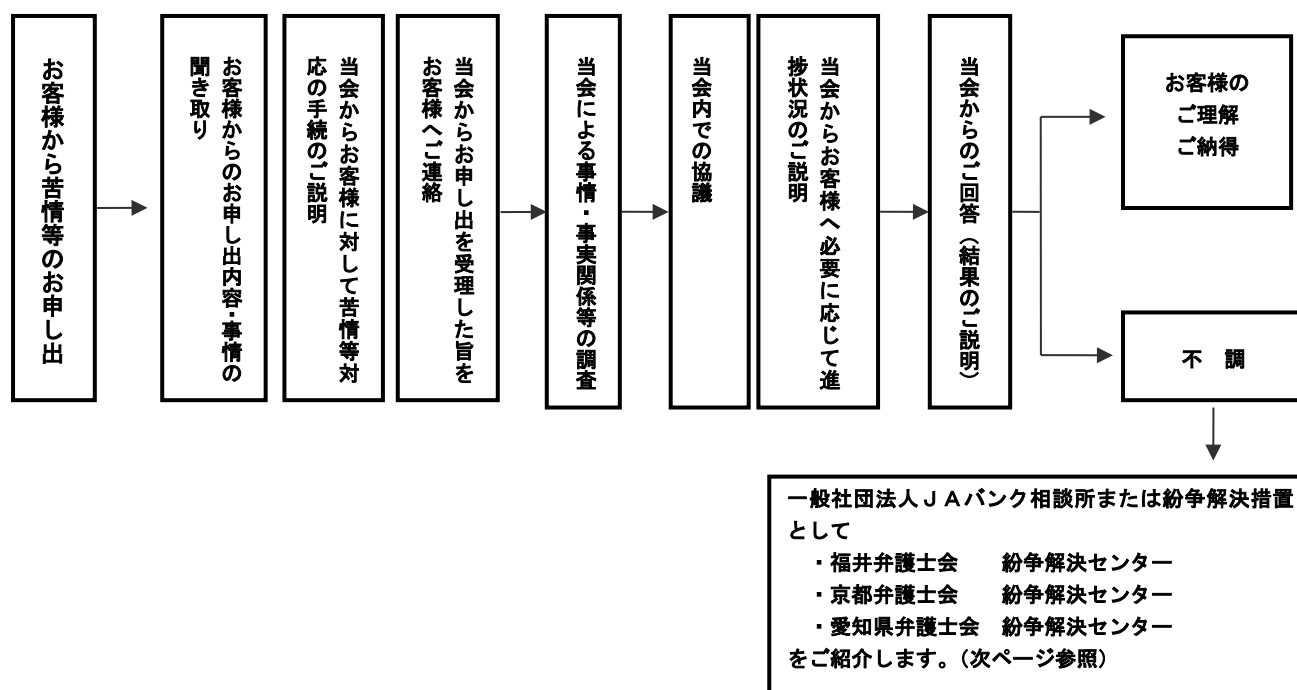 お客様から苦情等のお申し出
お客様からのお申し出内容・事情の
聞き取り
当会からお客様に対して苦情等対
応の手続のご説明
当会からお申し出を受理した旨を
お客様へご連絡
当会による事情・事実関係等の調査
当会内での協議
当会からお客様へ必要に応じて進
捗状況のご説明
当会からのご回答（結果のご説明）
お客様の
ご理解
ご納得
不　調
一般社団法人ＪＡバンク相談所または紛争解決措置
として
・福井弁護士会　　紛争解決センター
・京都弁護士会　　紛争解決センター
・愛知県弁護士会　紛争解決センター
をご紹介します。（次ページ参照）